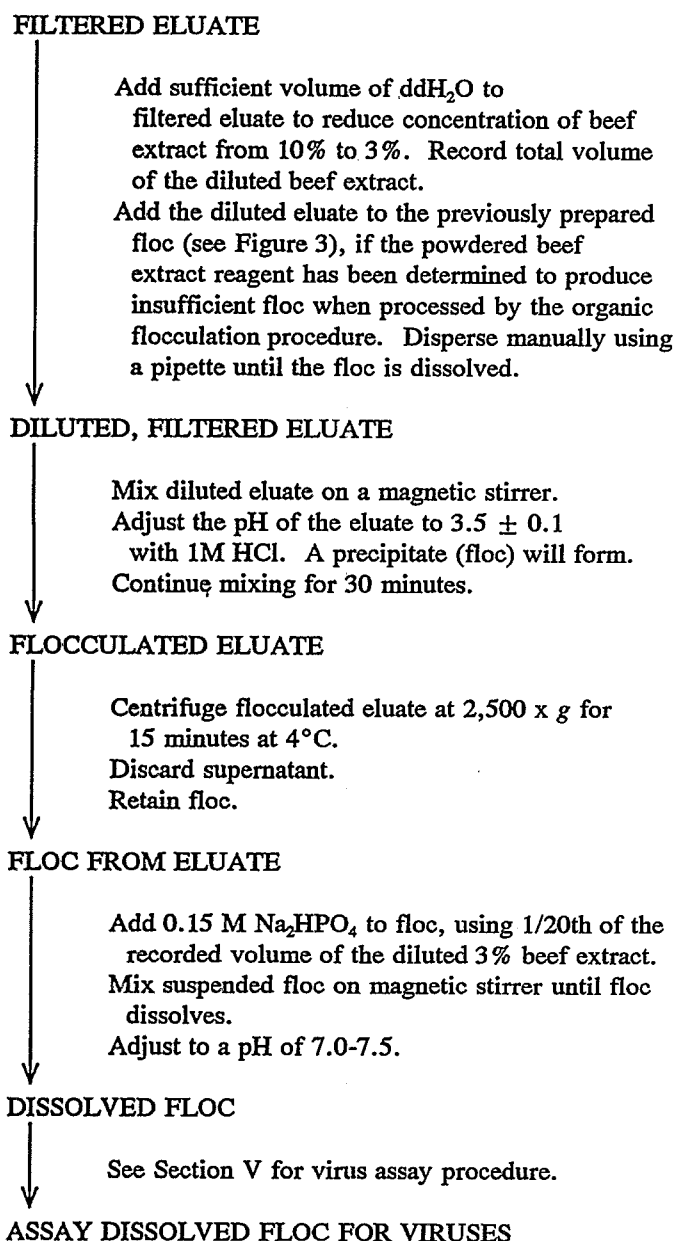 FILTERED ELUATE
Add sufficient volume of ddH₂O to
filtered eluate to reduce concentration of beef
extract from 10% to 3%. Record total volume
of the diluted beef extract.
Add the diluted eluate to the previously prepared
floc (see Figure 3), if the powdered beef
extract reagent has been determined to produce
insufficient floc when processed by the organic
flocculation procedure. Disperse manually using
a pipette until the floc is dissolved.
DILUTED, FILTERED ELUATE
Mix diluted eluate on a magnetic stirrer.
Adjust the pH of the eluate to 3.5 ± 0.1
with 1M HCl. A precipitate (floc) will form.
Continue mixing for 30 minutes.
FLOCCULATED ELUATE
Centrifuge flocculated eluate at 2,500 x g for
15 minutes at 4°C.
Discard supernatant.
Retain floc.
FLOC FROM ELUATE
Add 0.15 M Na₂HPO₄ to floc, using 1/20th of the
recorded volume of the diluted 3% beef extract.
Mix suspended floc on magnetic stirrer until floc
dissolves.
Adjust to a pH of 7.0-7.5.
DISSOLVED FLOC
See Section V for virus assay procedure.
ASSAY DISSOLVED FLOC FOR VIRUSES